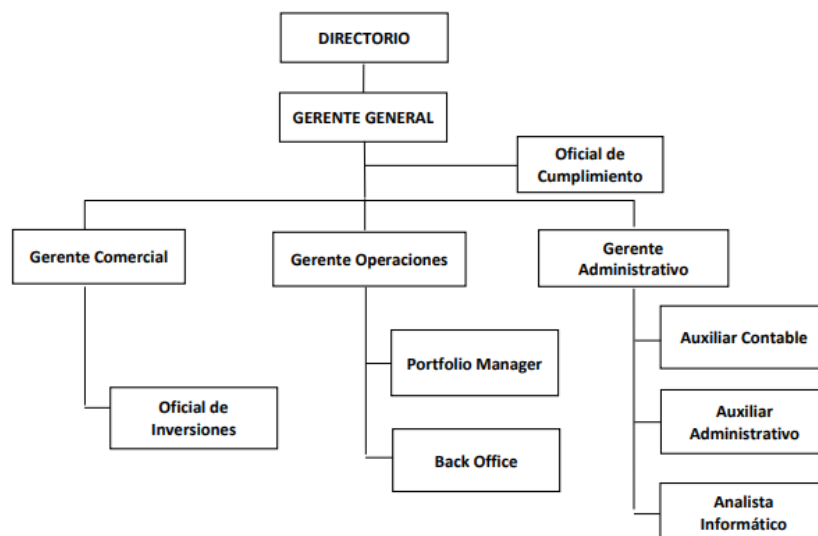 DIRECTORIO
GERENTE GENERAL
Oficial de
Cumplimiento
Gerente Comercial
Gerente Operaciones
Gerente
Administrativo
Oficial de
Inversiones
Portfolio Manager
Back Office
Auxiliar Contable
Auxiliar
Administrativo
Analista
Informático